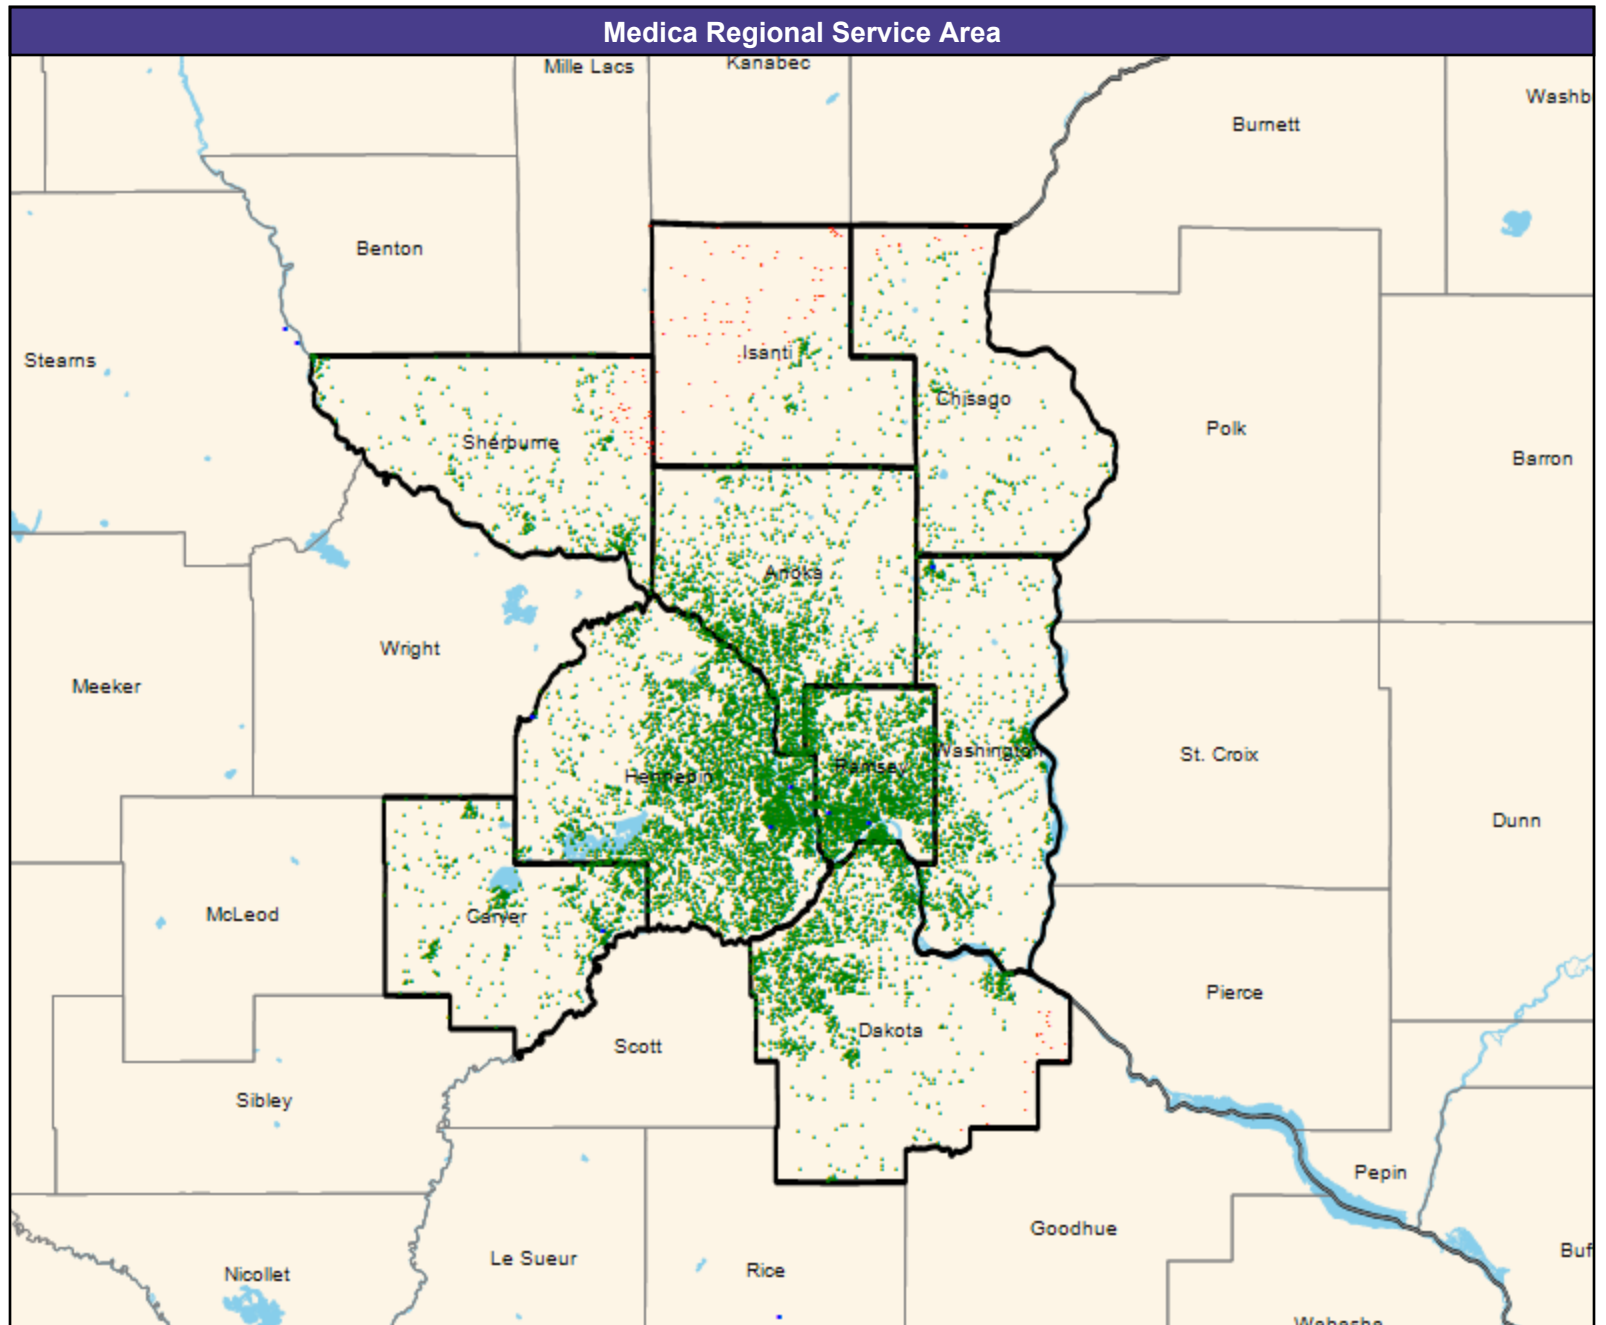 Medica Regional Service Area
Mille Lacs
Kanabec
Washb
Burnett
Benton
Stearns
Isanti
Chisago
Polk
Sherburne
Barron
Anoka
Wright
Meeker
Washington
St. Croix
Ramsey
Hennepin
Dunn
McLeod
Carver
Pierce
Dakota
Scott
Sibley
Pepin
Goodhue
Buf
Le Sueur
Rice
Nicollet